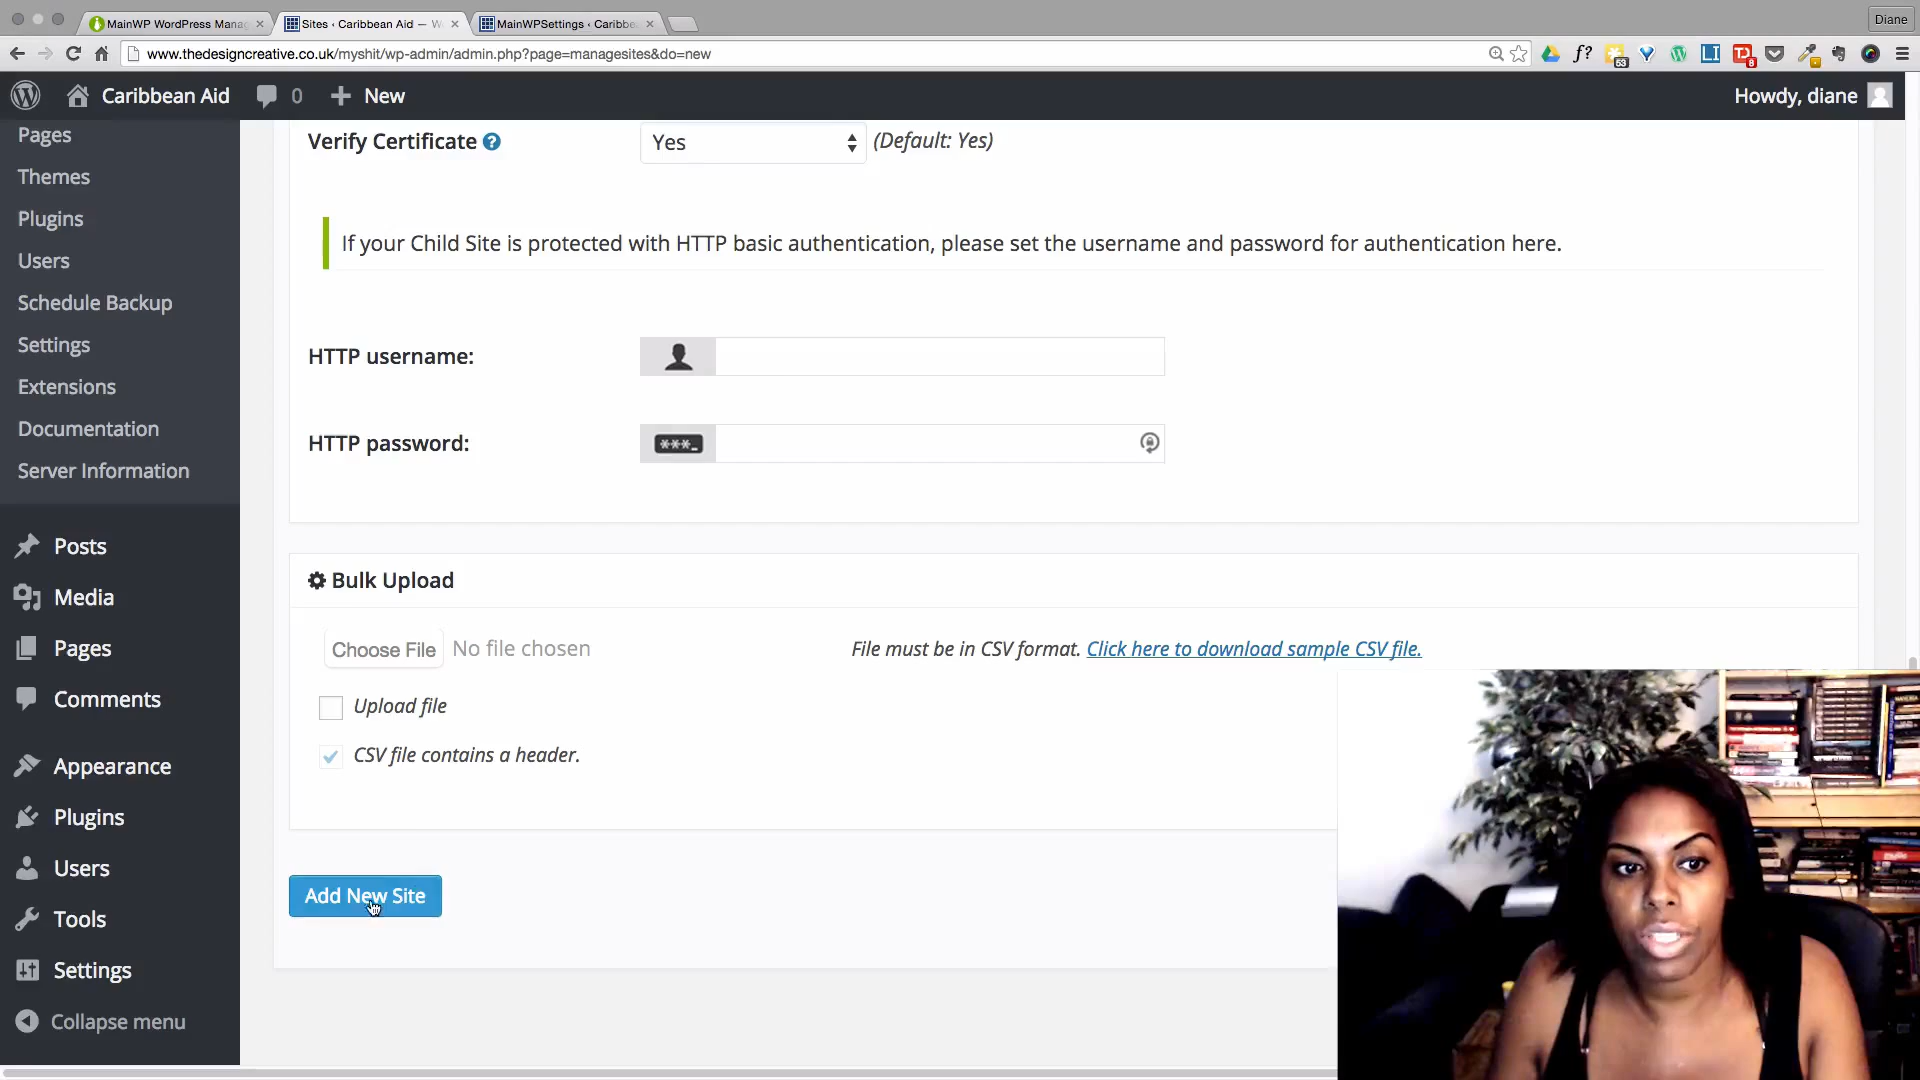 MainWP WordPress Mana
Sites ‹ Caribbean Aid — W
MainWPSettings ‹ Caribbe
Diane
www.thedesigncreative.co.uk/myshit/wp-admin/admin.php?page=managesites&do=new
f?
53
LI
TD
8
Caribbean Aid
0
New
Howdy, diane
Pages
Themes
Plugins
Users
Schedule Backup
Settings
Extensions
Documentation
Server Information
Posts
Media
Pages
Comments
Appearance
Plugins
Users
Tools
Settings
Collapse menu
Verify Certificate ?
Yes
(Default: Yes)
If your Child Site is protected with HTTP basic authentication, please set the username and password for authentication here.
HTTP username:
HTTP password:
***_
Bulk Upload
Choose File No file chosen
File must be in CSV format. Click here to download sample CSV file.
Upload file
CSV file contains a header.
Add New Site